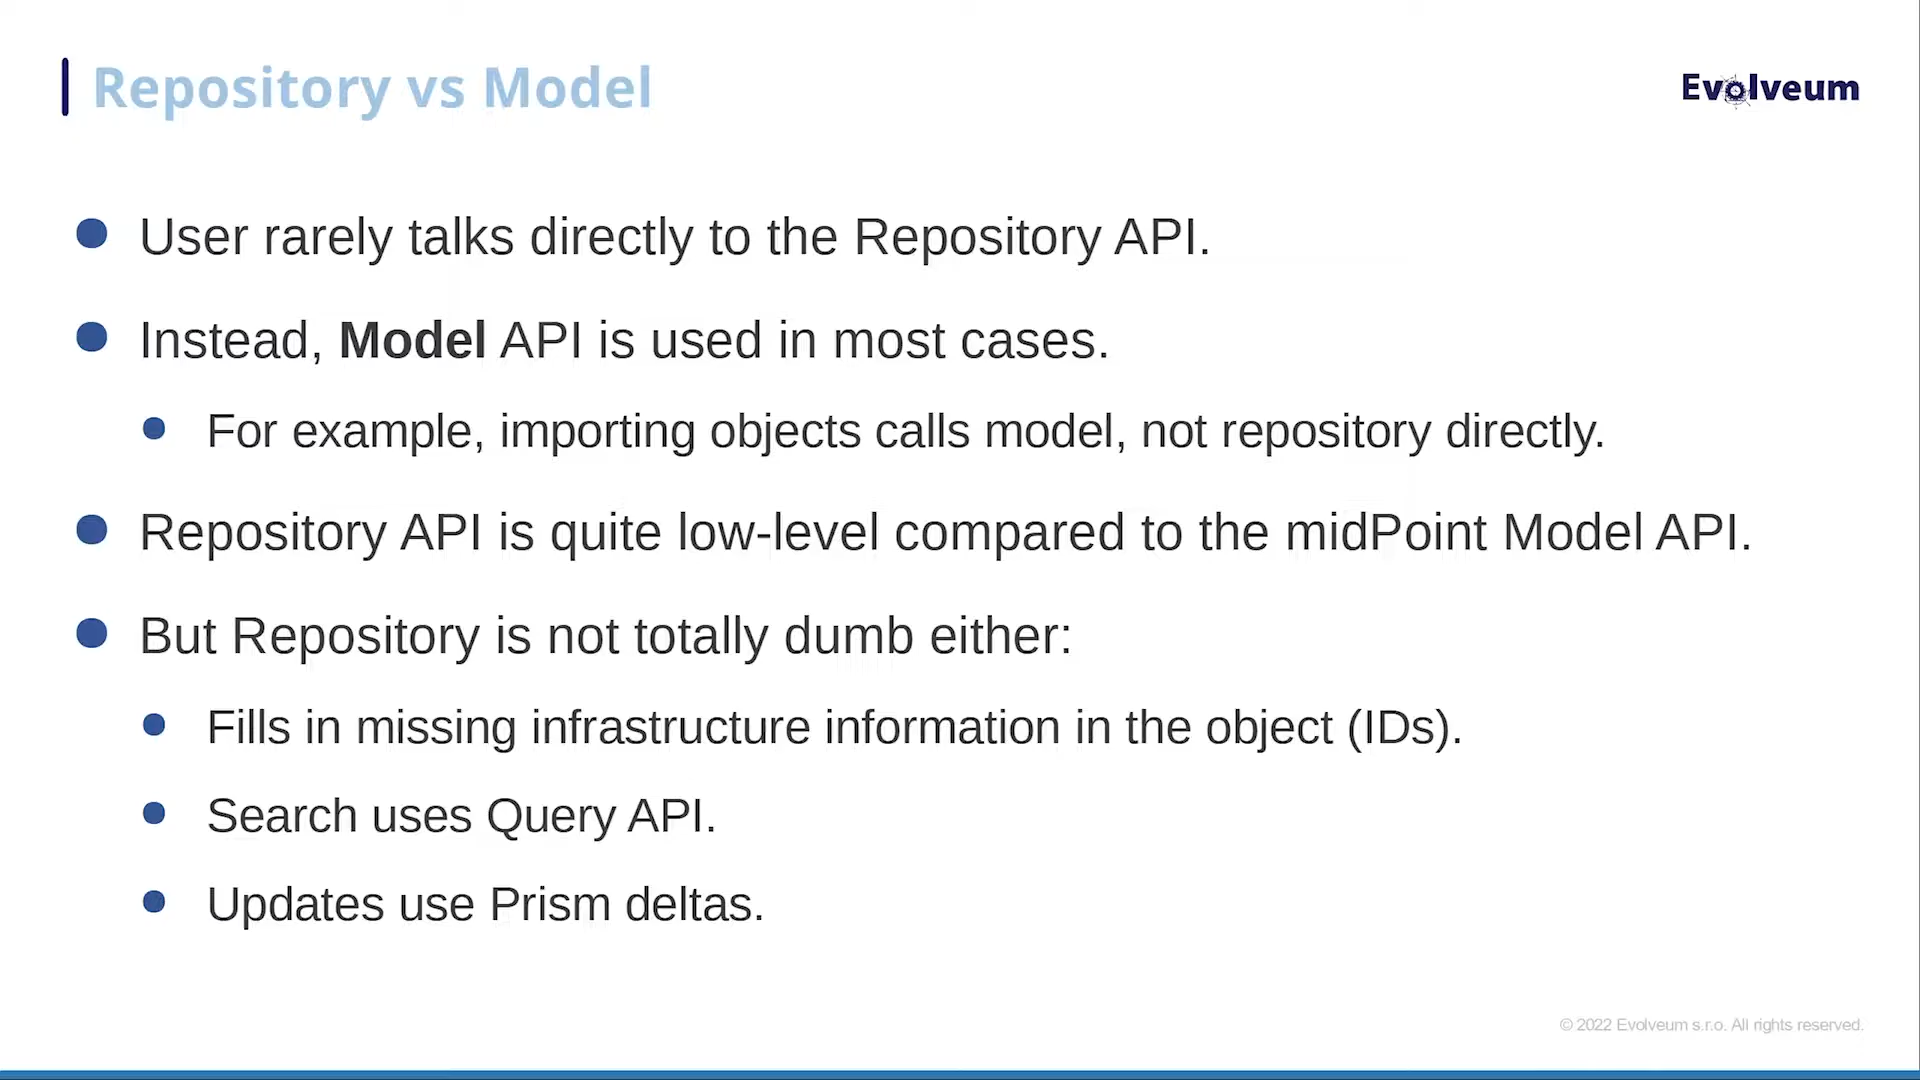 Repository vs Model
Evolveum
User rarely talks directly to the Repository API.
Instead, Model API is used in most cases.
For example, importing objects calls model, not repository directly.
Repository API is quite low-level compared to the midPoint Model API.
But Repository is not totally dumb either:
Fills in missing infrastructure information in the object (IDs).
Search uses Query API.
Updates use Prism deltas.
© 2022 Evolveum s.r.o. All rights reserved.